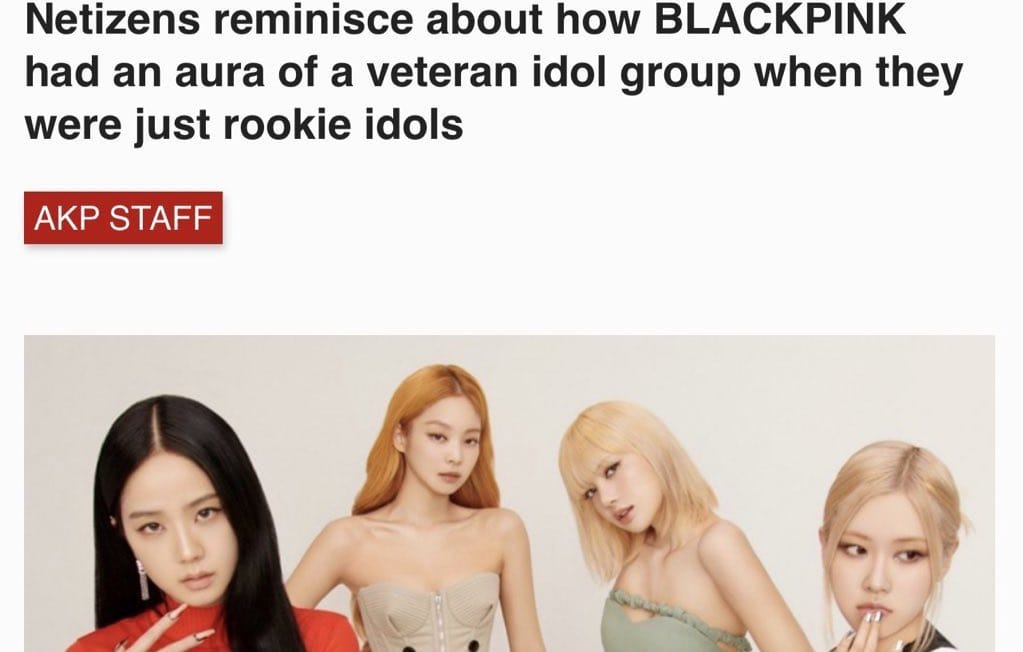 Netizens reminisce about how BLACKPINK
had an aura of a veteran idol group when they
were just rookie idols
AKP STAFF